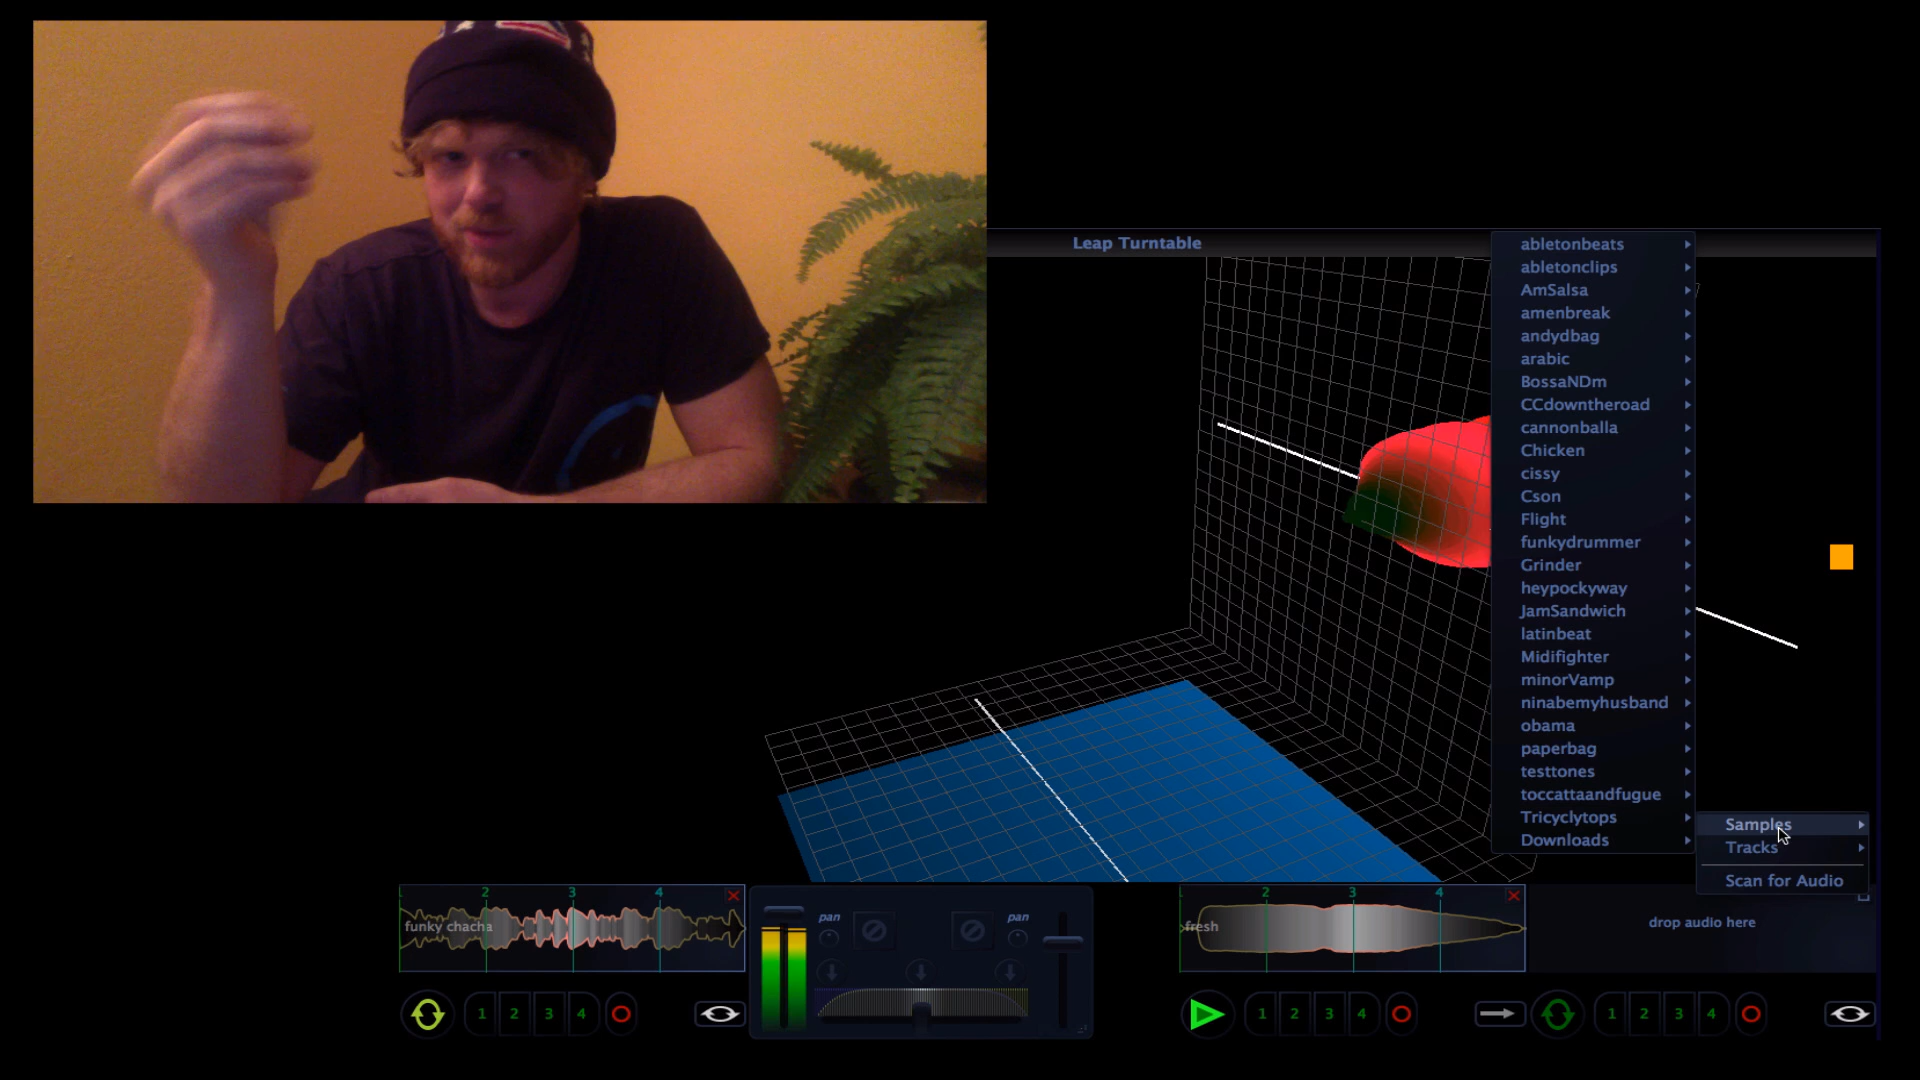 Leap Turntable
abletonbeats
abletonclips
AmSalsa
amenbreak
andydbag
arabic
BossaNDm
CCdowntheroad
cannonballa
Chicken
cissy
Cson
Flight
funkydrummer
Grinder
heypockyway
JamSandwich
latinbeat
Midifighter
minorVamp
ninabemyhusband
obama
paperbag
testtones
toccattaandfugue
Tricyclytops
Downloads
Samples
Tracks
Scan for Audio
2 3 4
funky chacha
pan pan
2 3 4
fresh
drop audio here
1 2 3 4
1 2 3 4
1 2 3 4